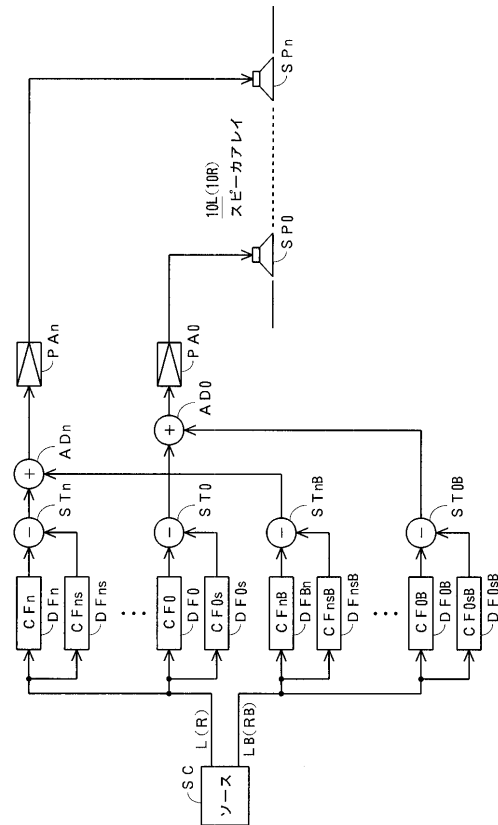 SC
ソース
L(R)
LB(RB)
CFn
DFn
CFns
DFns
⋮
CF0
DF0
CF0s
DF0s
CFnB
DFBn
CFnsB
DFnsB
⋮
CF0B
DF0B
CF0sB
DF0sB
−
STn
−
ST0
−
STnB
−
ST0B
+
ADn
+
AD0
PAn
PA0
10L(10R)
スピーカアレイ
SP0
SPn